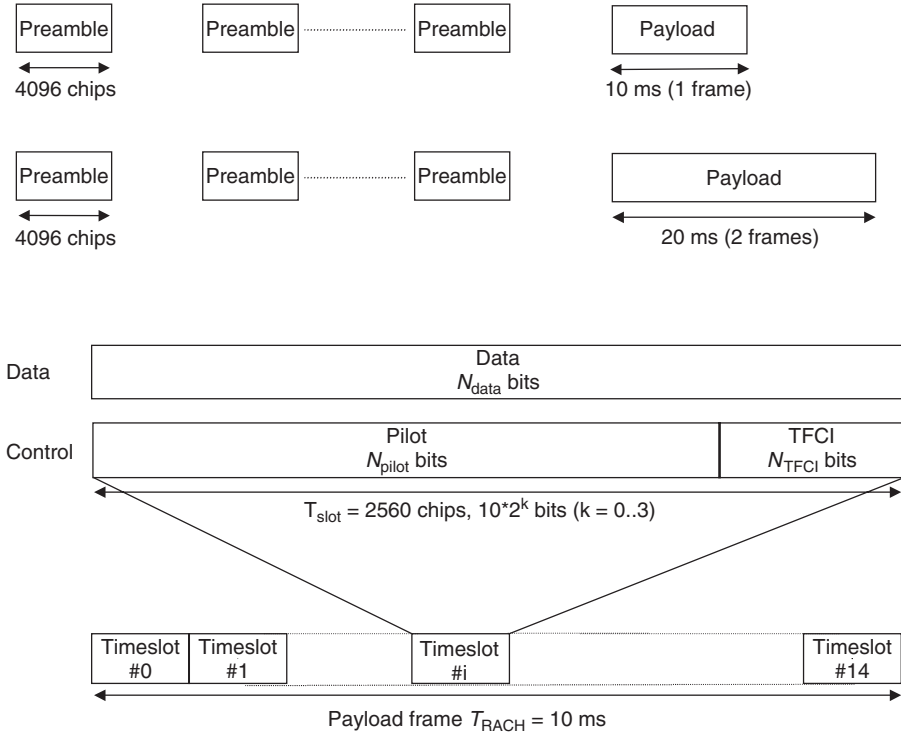 Preamble Preamble Preamble Payload
4096 chips 10 ms (1 frame)
Preamble Preamble Preamble Payload
4096 chips 20 ms (2 frames)
Data
Data
N_data bits
Control
Pilot
N_pilot bits
TFCI
N_TFCI bits
T_slot = 2560 chips, 10*2^k bits (k = 0..3)
Timeslot
#0
Timeslot
#1
Timeslot
#i
Timeslot
#14
Payload frame T_RACH = 10 ms